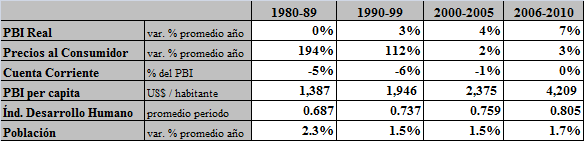 1980-89 1990-99 2000-2005 2006-2010
PBI Real var. % promedio año 0% 3% 4% 7%
Precios al Consumidor var. % promedio año 194% 112% 2% 3%
Cuenta Corriente % del PBI -5% -6% -1% 0%
PBI per capita US$ / habitante 1,387 1,946 2,375 4,209
Índ. Desarrollo Humano promedio periodo 0.687 0.737 0.759 0.805
Población var. % promedio año 2.3% 1.5% 1.5% 1.7%